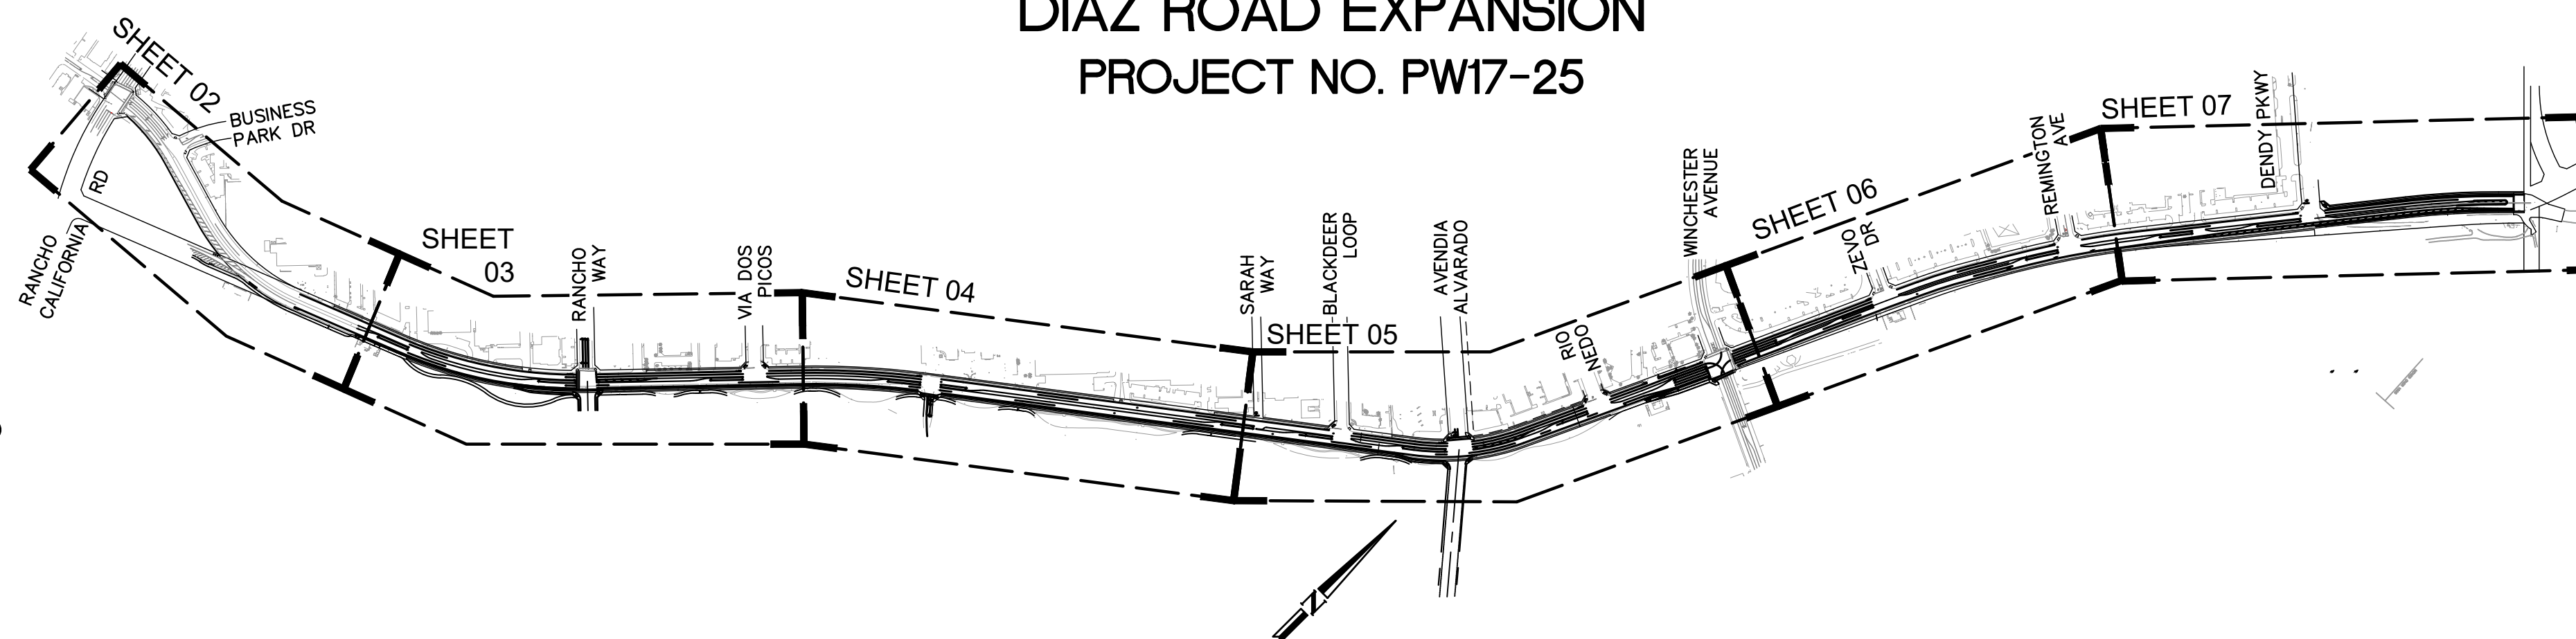 DIAZ ROAD EXPANSION
PROJECT NO. PW17-25
SHEET 02
BUSINESS
PARK DR
RD
RANCHO
CALIFORNIA
SHEET
03
RANCHO
WAY
VIA DOS
PICOS
SHEET 04
SARAH
WAY
SHEET 05
BLACKDEER
LOOP
AVENDIA
ALVARADO
RIO
NEDO
WINCHESTER
AVENUE
SHEET 06
ZEVO
DR
REMINGTON
AVE
SHEET 07
DENDY PKWY
N